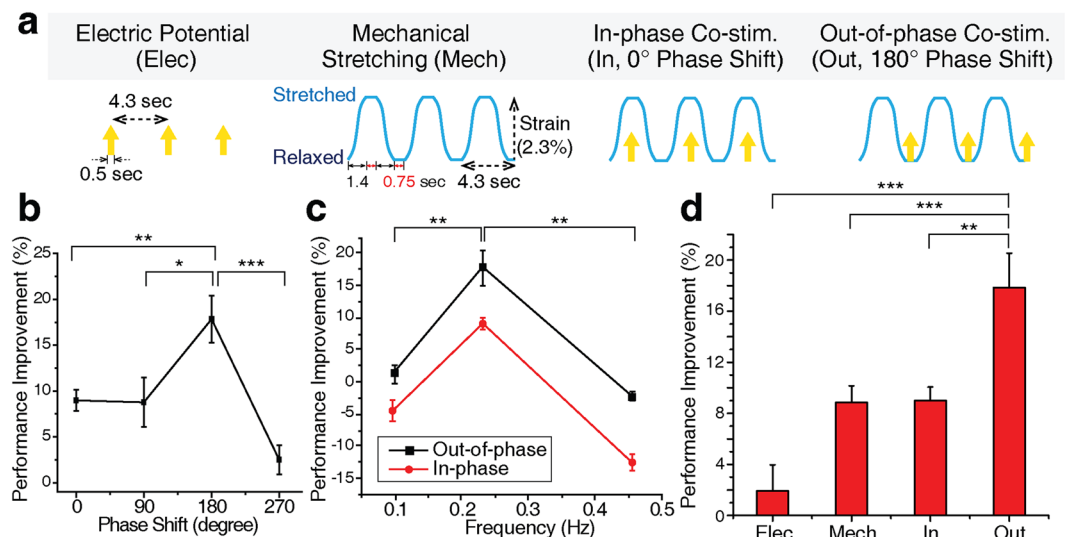 a
Electric Potential
(Elec)
Mechanical
Stretching (Mech)
In-phase Co-stim.
(In, 0° Phase Shift)
Out-of-phase Co-stim.
(Out, 180° Phase Shift)
4.3 sec
0.5 sec
Stretched
Relaxed
Strain
(2.3%)
1.4
0.75 sec
4.3 sec
b
Performance Improvement (%)
25
20
15
10
5
0
**
*
***
0 90 180 270
Phase Shift (degree)
c
Performance Improvement (%)
20
15
10
5
0
-5
-10
-15
**
**
Out-of-phase
In-phase
0.1 0.2 0.3 0.4 0.5
Frequency (Hz)
d
Performance Improvement (%)
20
16
12
8
4
0
***
***
**
Elec Mech In Out